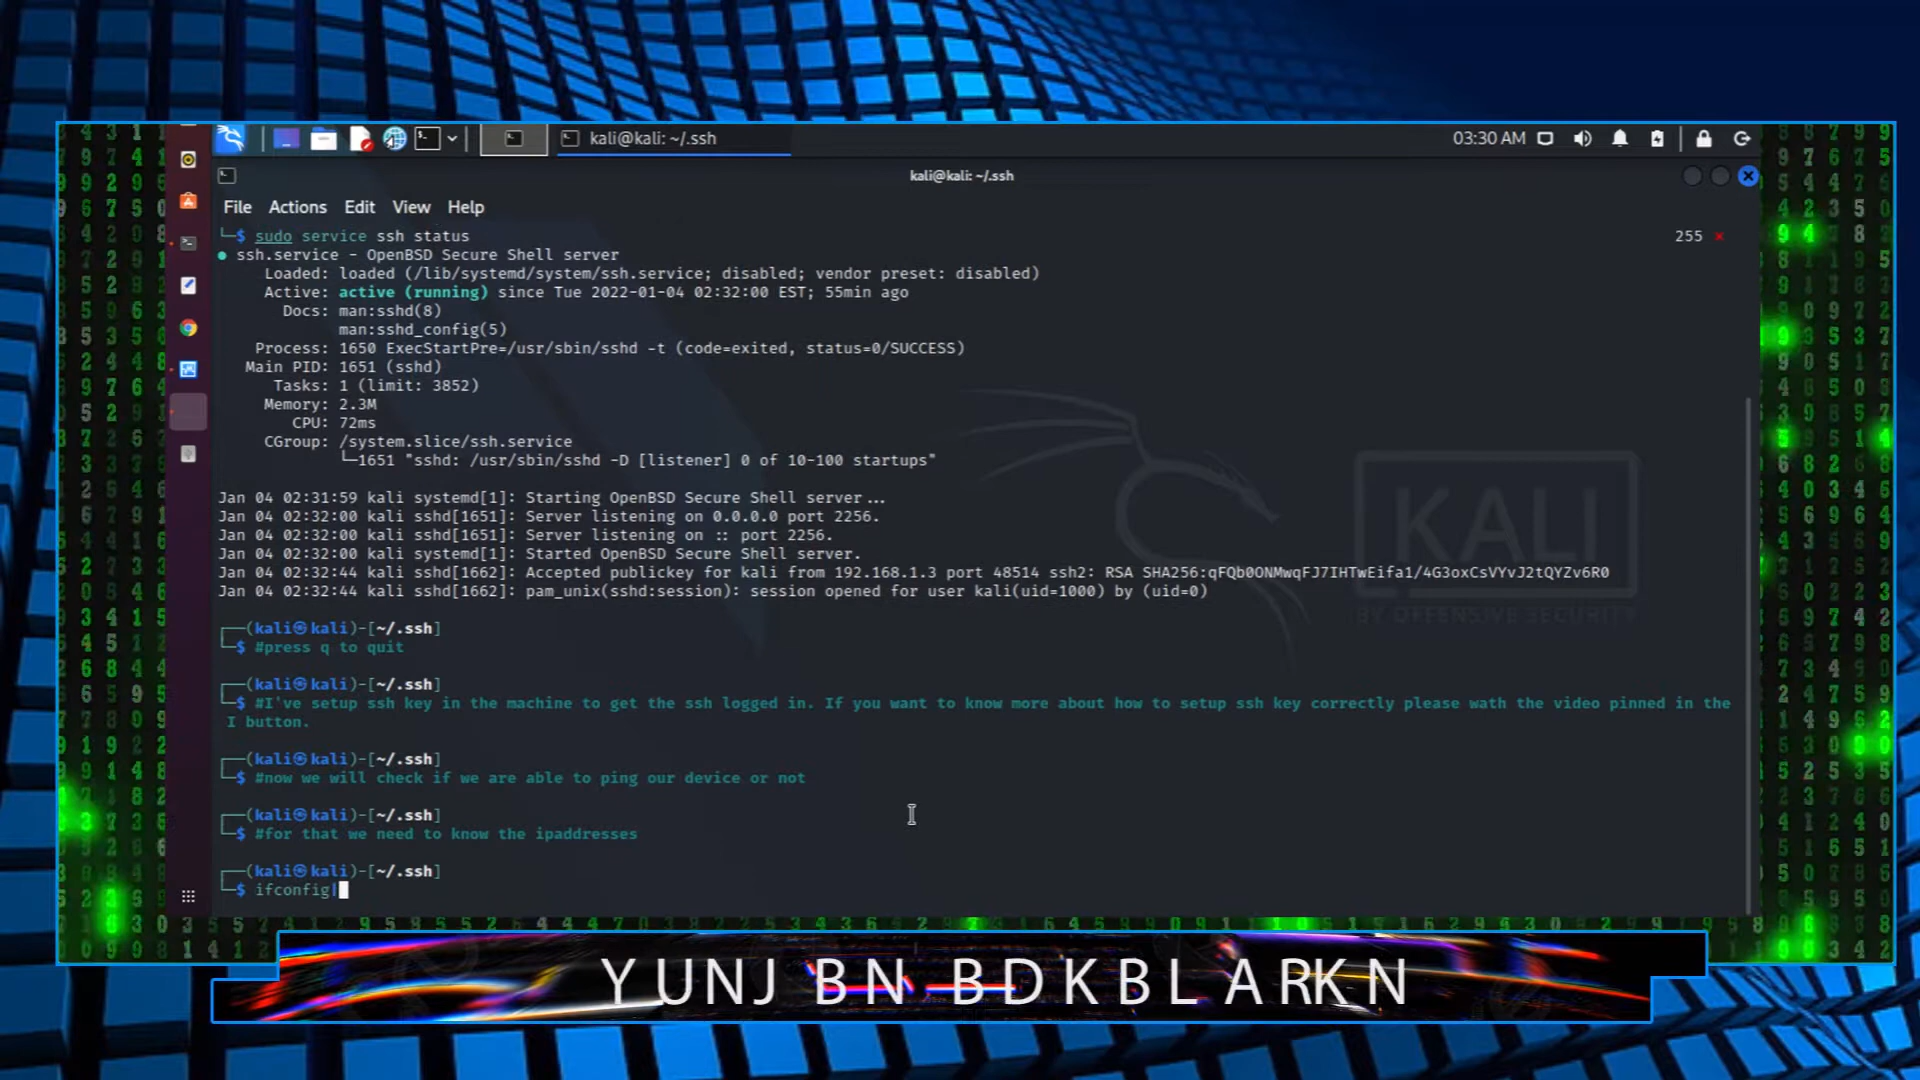 kali@kali: ~/.ssh
03:30 AM
kali@kali: ~/.ssh
File Actions Edit View Help
└─$ sudo service ssh status
255 ×
● ssh.service - OpenBSD Secure Shell server
Loaded: loaded (/lib/systemd/system/ssh.service; disabled; vendor preset: disabled)
Active: active (running) since Tue 2022-01-04 02:32:00 EST; 55min ago
Docs: man:sshd(8)
man:sshd_config(5)
Process: 1650 ExecStartPre=/usr/sbin/sshd -t (code=exited, status=0/SUCCESS)
Main PID: 1651 (sshd)
Tasks: 1 (limit: 3852)
Memory: 2.3M
CPU: 72ms
CGroup: /system.slice/ssh.service
└─1651 "sshd: /usr/sbin/sshd -D [listener] 0 of 10-100 startups"
Jan 04 02:31:59 kali systemd[1]: Starting OpenBSD Secure Shell server...
Jan 04 02:32:00 kali sshd[1651]: Server listening on 0.0.0.0 port 2256.
Jan 04 02:32:00 kali sshd[1651]: Server listening on :: port 2256.
Jan 04 02:32:00 kali systemd[1]: Started OpenBSD Secure Shell server.
Jan 04 02:32:44 kali sshd[1662]: Accepted publickey for kali from 192.168.1.3 port 48514 ssh2: RSA SHA256:qFQb0ONMwqFJ7IHTwEifa1/4G3oxCsVYvJ2tQYZv6R0
Jan 04 02:32:44 kali sshd[1662]: pam_unix(sshd:session): session opened for user kali(uid=1000) by (uid=0)
┌──(kali㉿kali)-[~/.ssh]
└─$ #press q to quit
┌──(kali㉿kali)-[~/.ssh]
└─$ #I've setup ssh key in the machine to get the ssh logged in. If you want to know more about how to setup ssh key correctly please wath the video pinned in the
I button.
┌──(kali㉿kali)-[~/.ssh]
└─$ #now we will check if we are able to ping our device or not
┌──(kali㉿kali)-[~/.ssh]
└─$ #for that we need to know the ipaddresses
┌──(kali㉿kali)-[~/.ssh]
└─$ ifconfig
KALI
BY OFFENSIVE SECURITY
YUNJ BN BDKBL ARKN